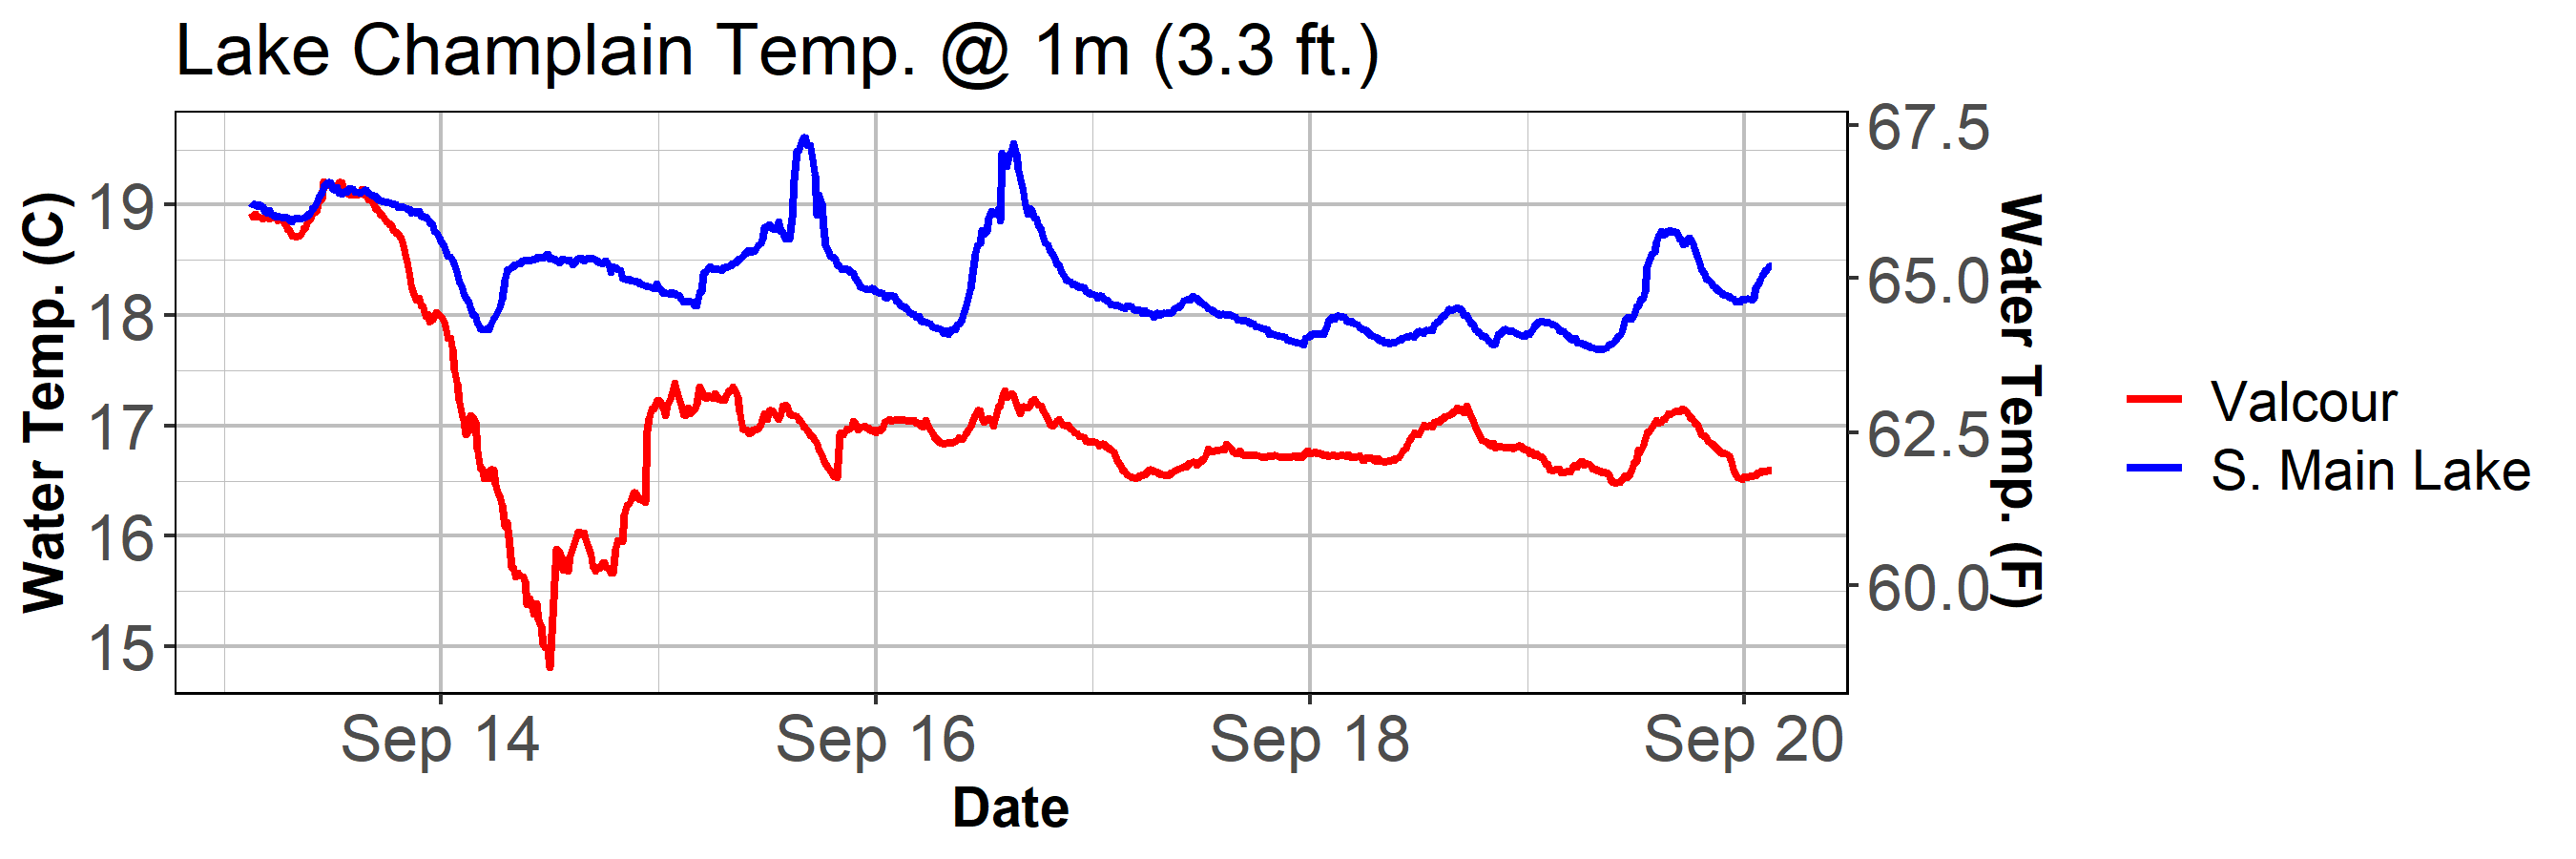 Lake Champlain Temp. @ 1m (3.3 ft.)
Water Temp. (C)
19
18
17
16
15
67.5
65.0
62.5
60.0
Water Temp. (F)
Sep 14
Sep 16
Sep 18
Sep 20
Date
Valcour
S. Main Lake